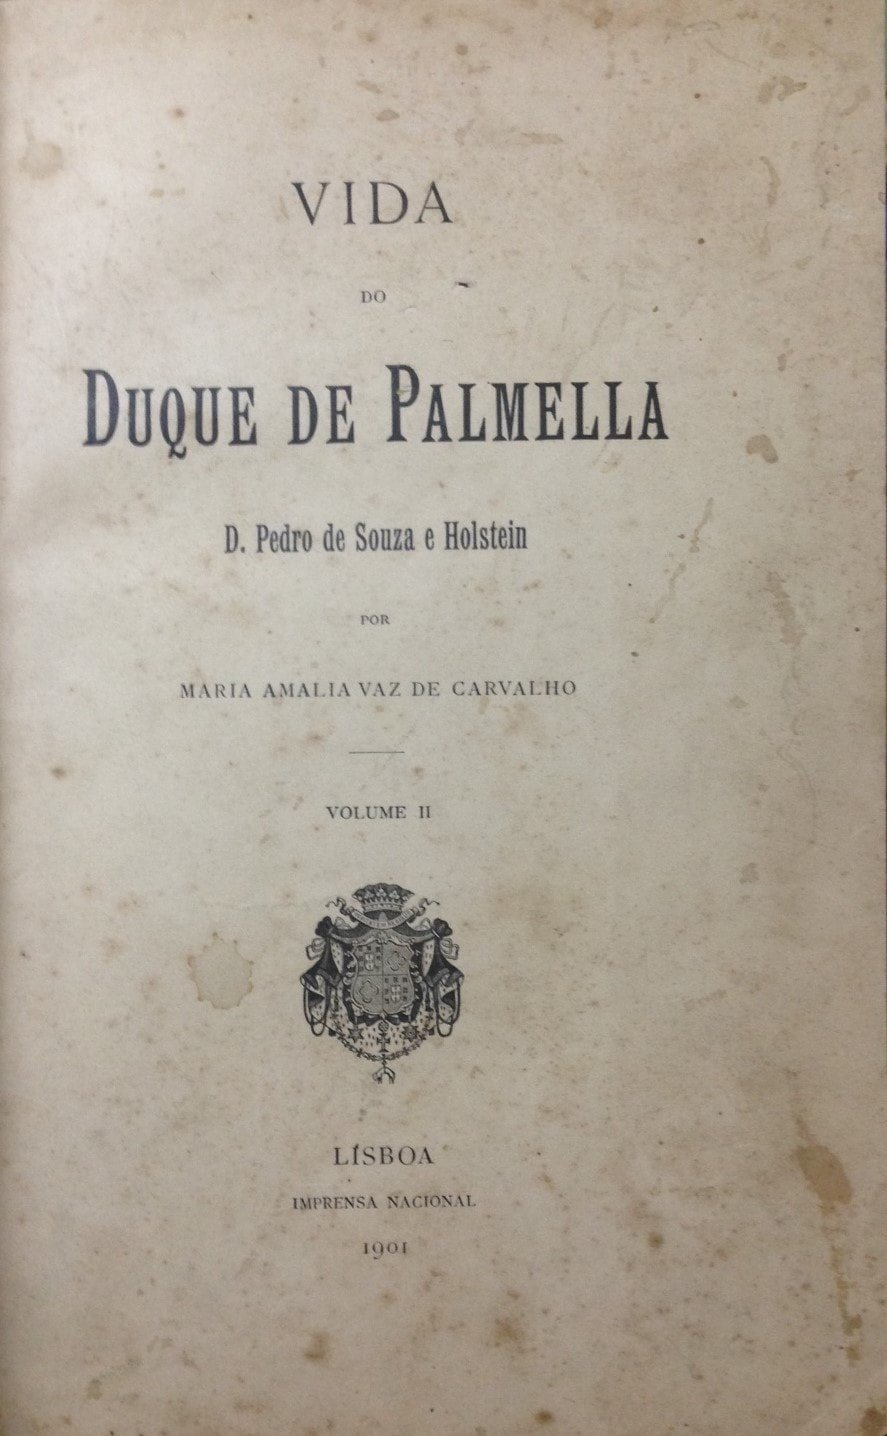 VIDA
DO
DUQUE DE PALMELLA
D. Pedro de Souza e Holstein
POR
MARIA AMALIA VAZ DE CARVALHO
VOLUME II
LISBOA
IMPRENSA NACIONAL
1901